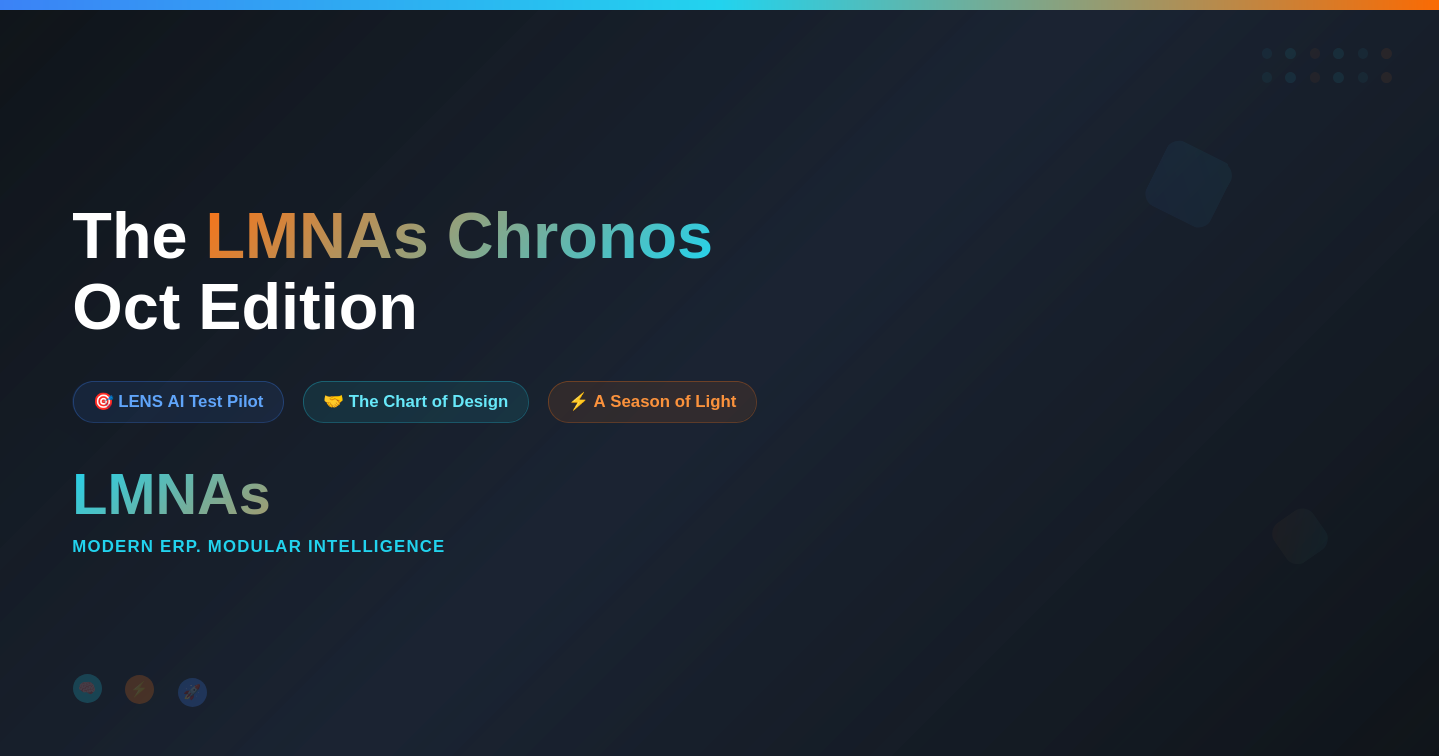 The LMNAs Chronos
Oct Edition
🎯 LENS AI Test Pilot 🤝 The Chart of Design ⚡ A Season of Light
LMNAs
MODERN ERP. MODULAR INTELLIGENCE